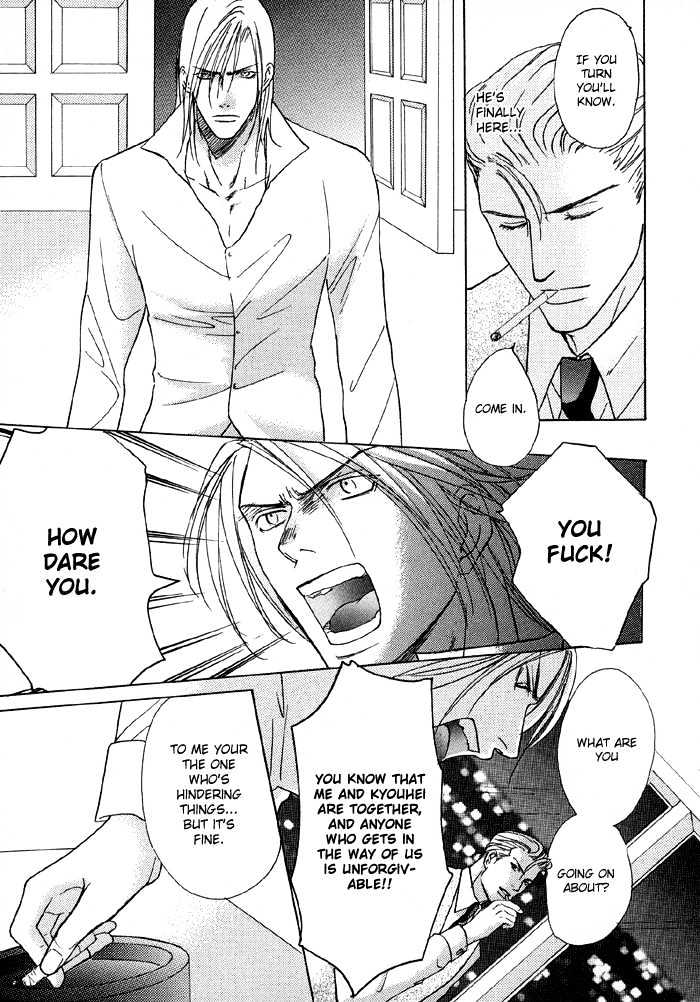 IF YOU
TURN
YOU'LL
KNOW.
HE'S
FINALLY
HERE..!
COME IN.
YOU
FUCK!
HOW
DARE
YOU.
WHAT ARE
YOU
GOING ON
ABOUT?
YOU KNOW THAT
ME AND KYOUHEI
ARE TOGETHER,
AND ANYONE
WHO GETS IN
THE WAY OF US
IS UNFORGIV-
ABLE!!
TO ME YOUR
THE ONE
WHO'S
HINDERING
THINGS...
BUT IT'S
FINE.